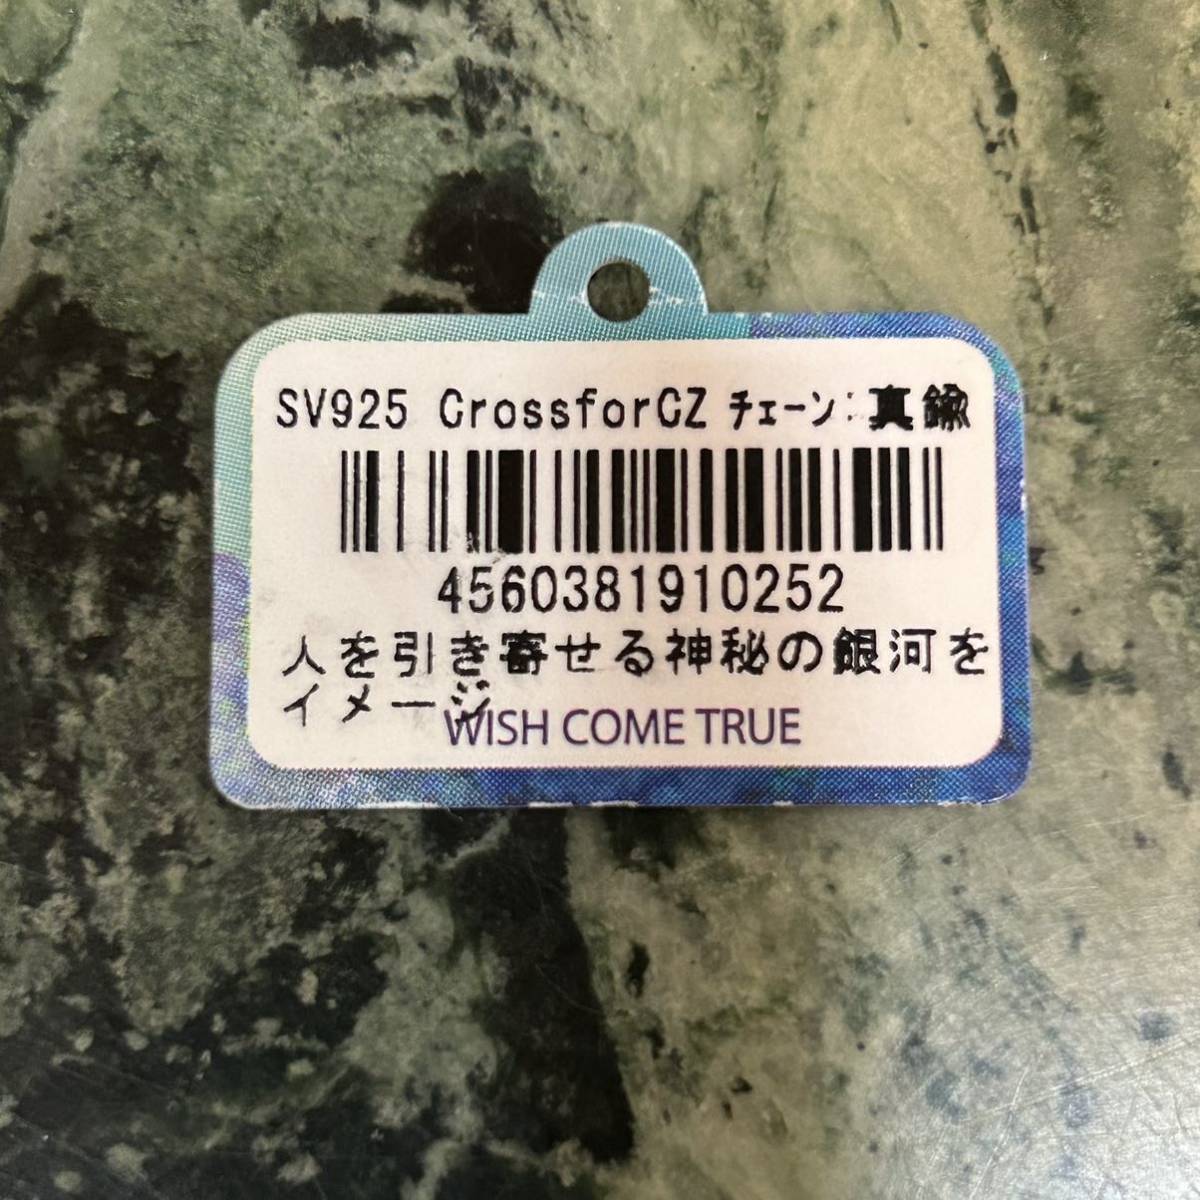 SV925 CrossforCZ チェーン:真鍮
4560381910252
人を引き寄せる神秘の銀河を
イメージ
WISH COME TRUE